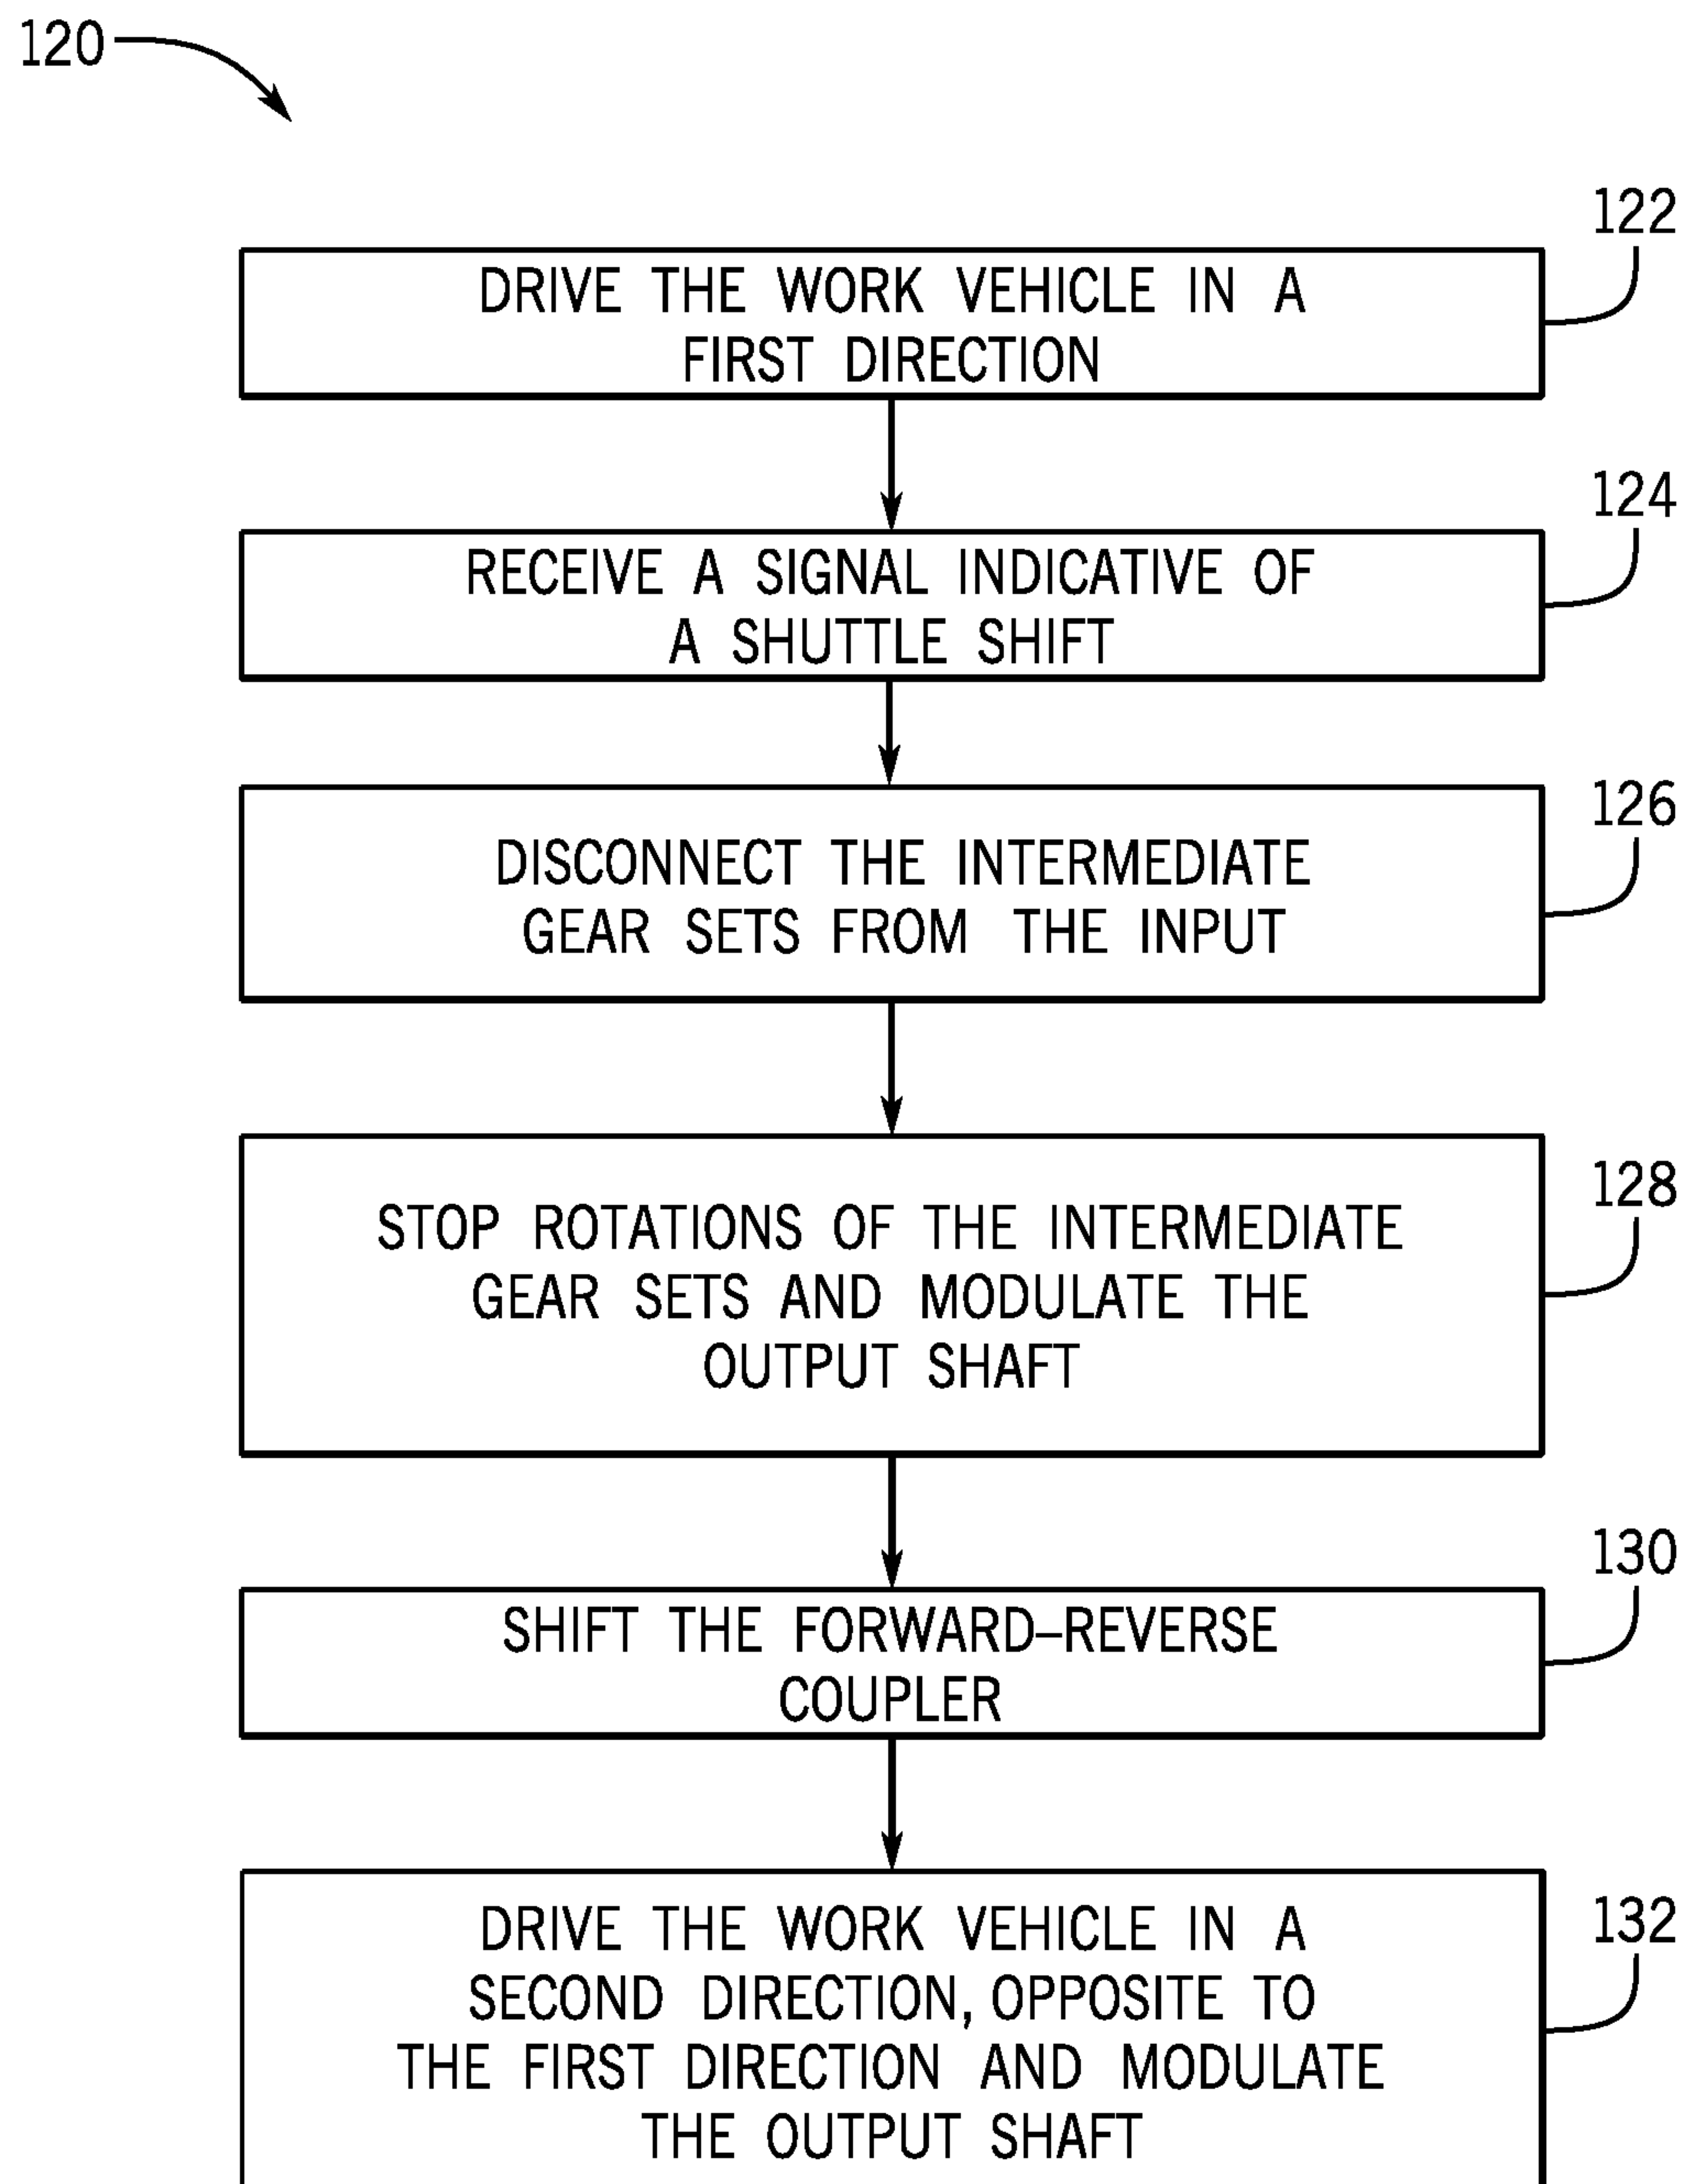 120
122
DRIVE THE WORK VEHICLE IN A
FIRST DIRECTION
124
RECEIVE A SIGNAL INDICATIVE OF
A SHUTTLE SHIFT
126
DISCONNECT THE INTERMEDIATE
GEAR SETS FROM THE INPUT
128
STOP ROTATIONS OF THE INTERMEDIATE
GEAR SETS AND MODULATE THE
OUTPUT SHAFT
130
SHIFT THE FORWARD–REVERSE
COUPLER
132
DRIVE THE WORK VEHICLE IN A
SECOND DIRECTION, OPPOSITE TO
THE FIRST DIRECTION AND MODULATE
THE OUTPUT SHAFT